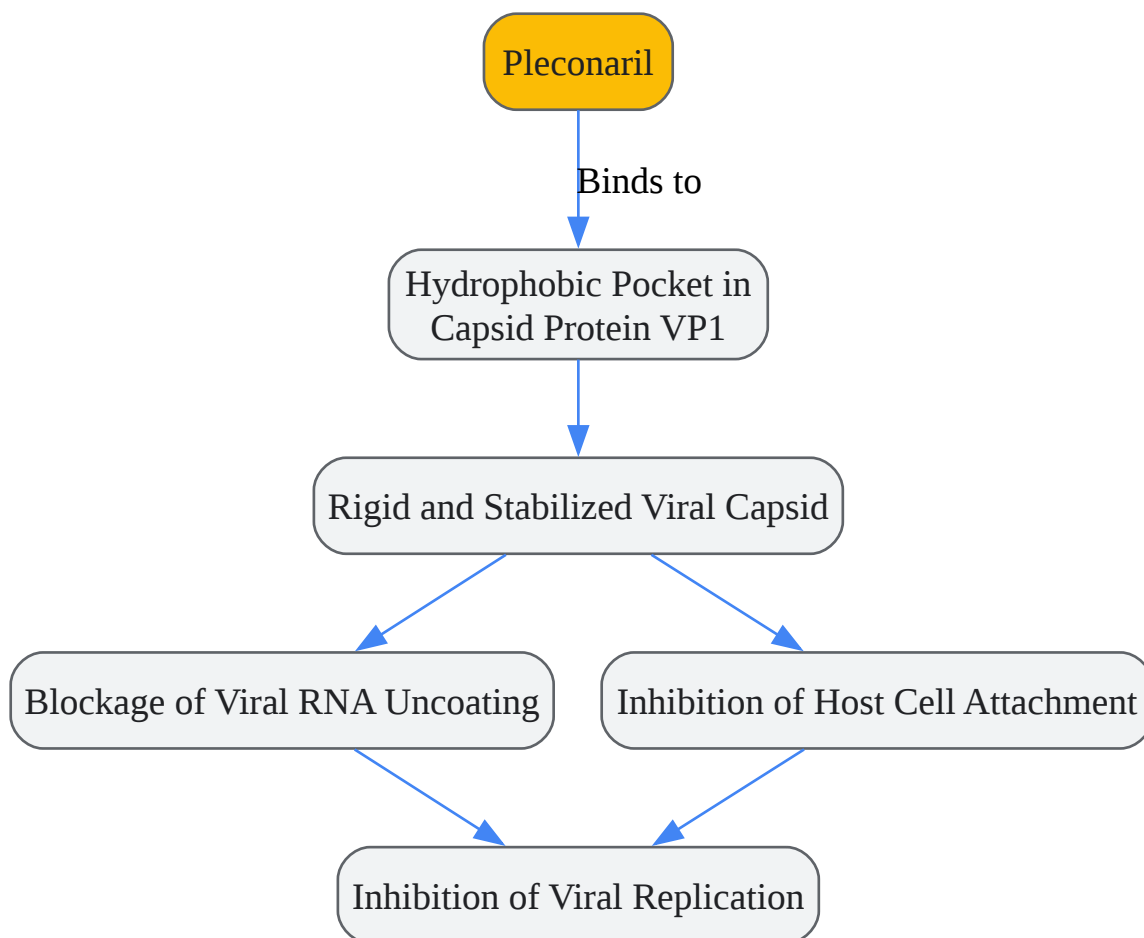 Pleconaril
Binds to
Hydrophobic Pocket in
Capsid Protein VP1
Rigid and Stabilized Viral Capsid
Blockage of Viral RNA Uncoating
Inhibition of Host Cell Attachment
Inhibition of Viral Replication